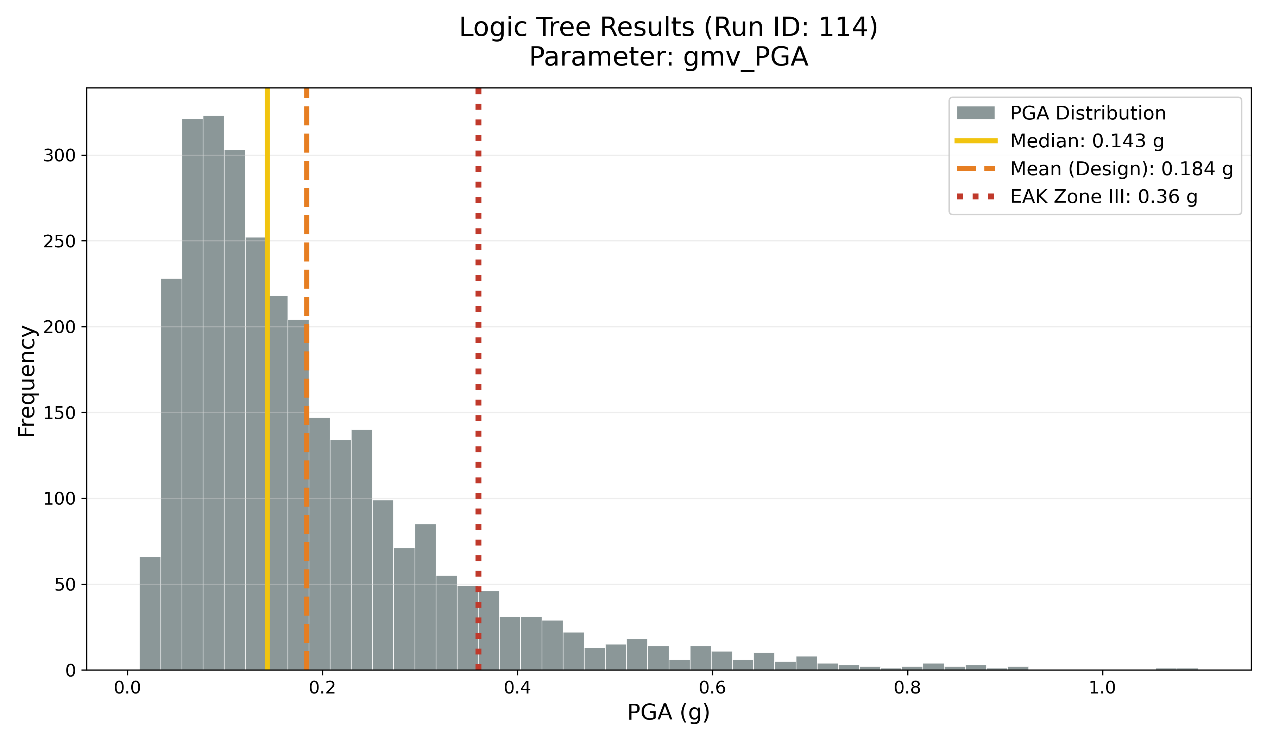 Logic Tree Results (Run ID: 114)
Parameter: gmv_PGA
PGA Distribution
Median: 0.143 g
Mean (Design): 0.184 g
EAK Zone III: 0.36 g
Frequency
300
250
200
150
100
50
0
0.0 0.2 0.4 0.6 0.8 1.0
PGA (g)